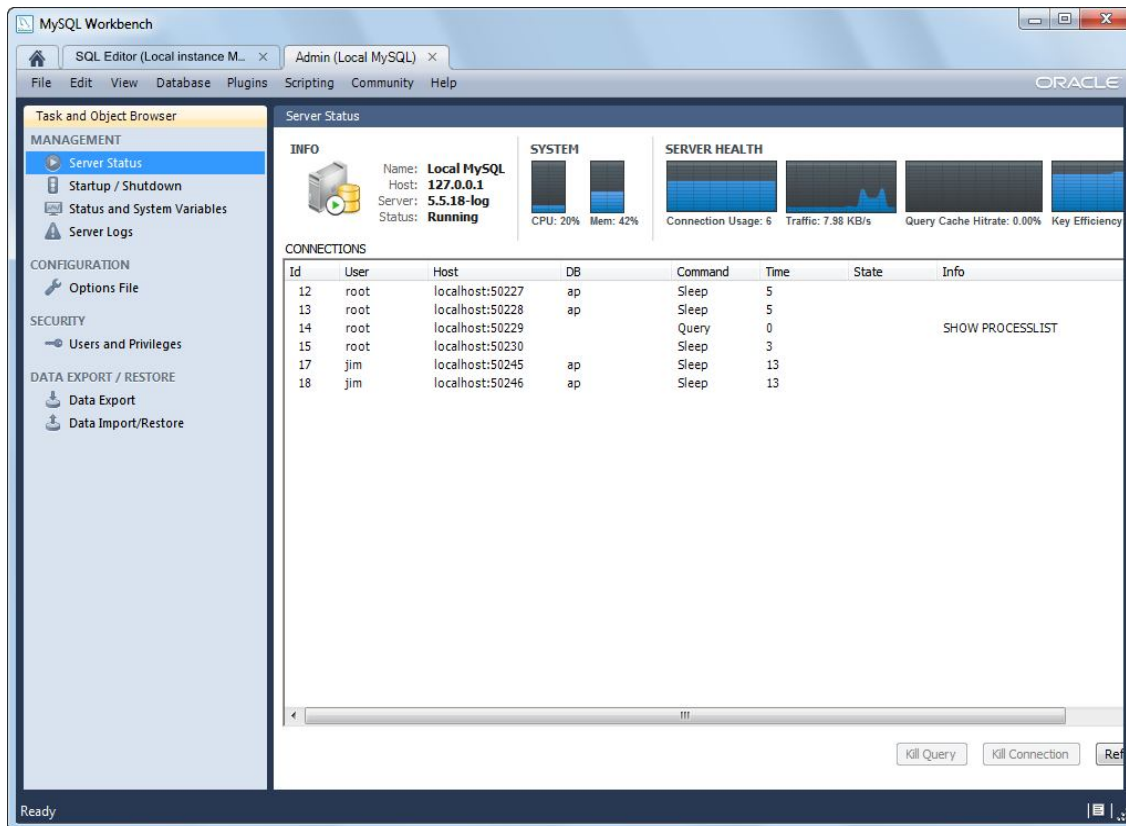 MySQL Workbench
SQL Editor (Local instance M... Admin (Local MySQL)
File Edit View Database Plugins Scripting Community Help ORACLE
Task and Object Browser
MANAGEMENT
Server Status
Startup / Shutdown
Status and System Variables
Server Logs
CONFIGURATION
Options File
SECURITY
Users and Privileges
DATA EXPORT / RESTORE
Data Export
Data Import/Restore
Server Status
INFO
Name: Local MySQL
Host: 127.0.0.1
Server: 5.5.18-log
Status: Running
SYSTEM
CPU: 20% Mem: 42%
SERVER HEALTH
Connection Usage: 6 Traffic: 7.98 KB/s Query Cache Hitrate: 0.00% Key Efficiency
CONNECTIONS
Id User Host DB Command Time State Info
12 root localhost:50227 ap Sleep 5
13 root localhost:50228 ap Sleep 5
14 root localhost:50229 Query 0 SHOW PROCESSLIST
15 root localhost:50230 Sleep 3
17 jim localhost:50245 ap Sleep 13
18 jim localhost:50246 ap Sleep 13
Kill Query Kill Connection Ref
Ready